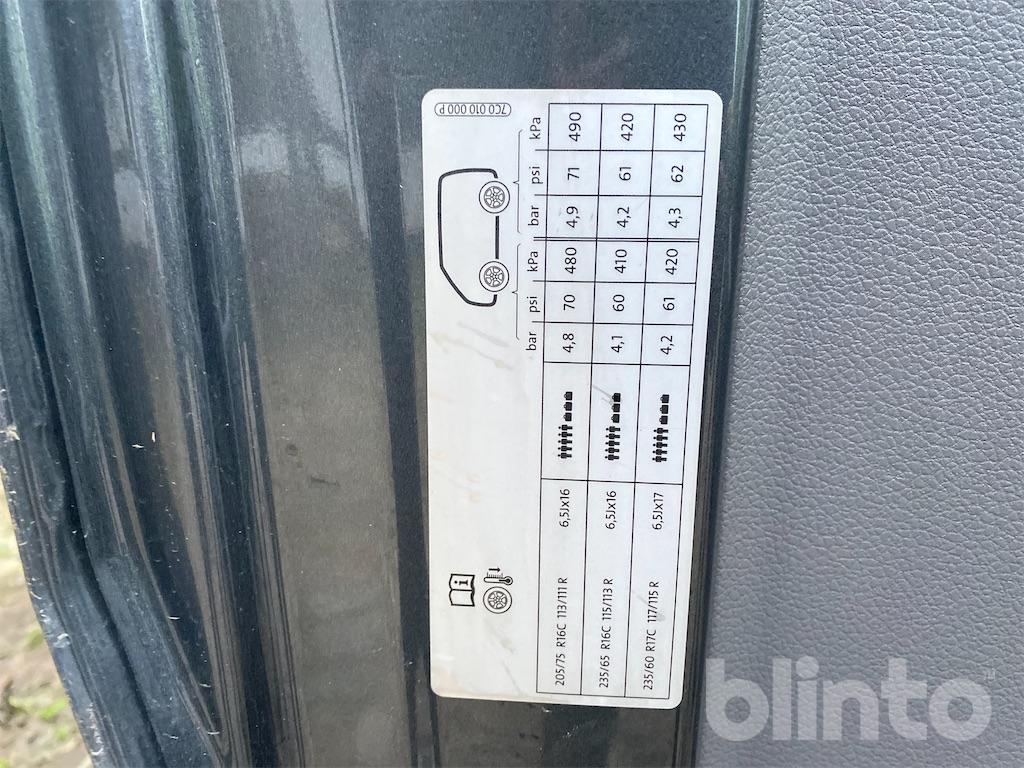 7C0 010 000 P
bar psi kPa bar psi kPa
205/75 R16C 113/111 R 6,5Jx16 4,8 70 480 4,9 71 490
235/65 R16C 115/113 R 6,5Jx16 4,1 60 410 4,2 61 420
235/60 R17C 117/115 R 6,5Jx17 4,2 61 420 4,3 62 430
blinto